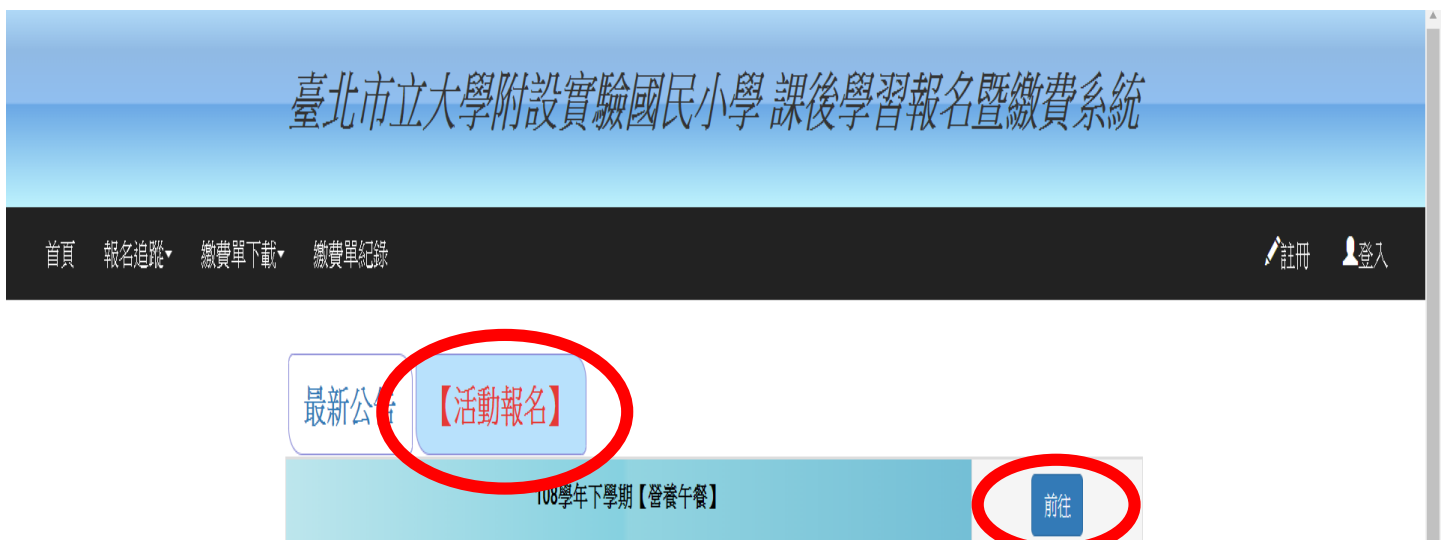 臺北市立大學附設實驗國民小學 課後學習報名暨繳費系統
首頁 報名追蹤 繳費單下載 繳費單紀錄 註冊 登入
最新公告 【活動報名】
108學年下學期【營養午餐】 前往